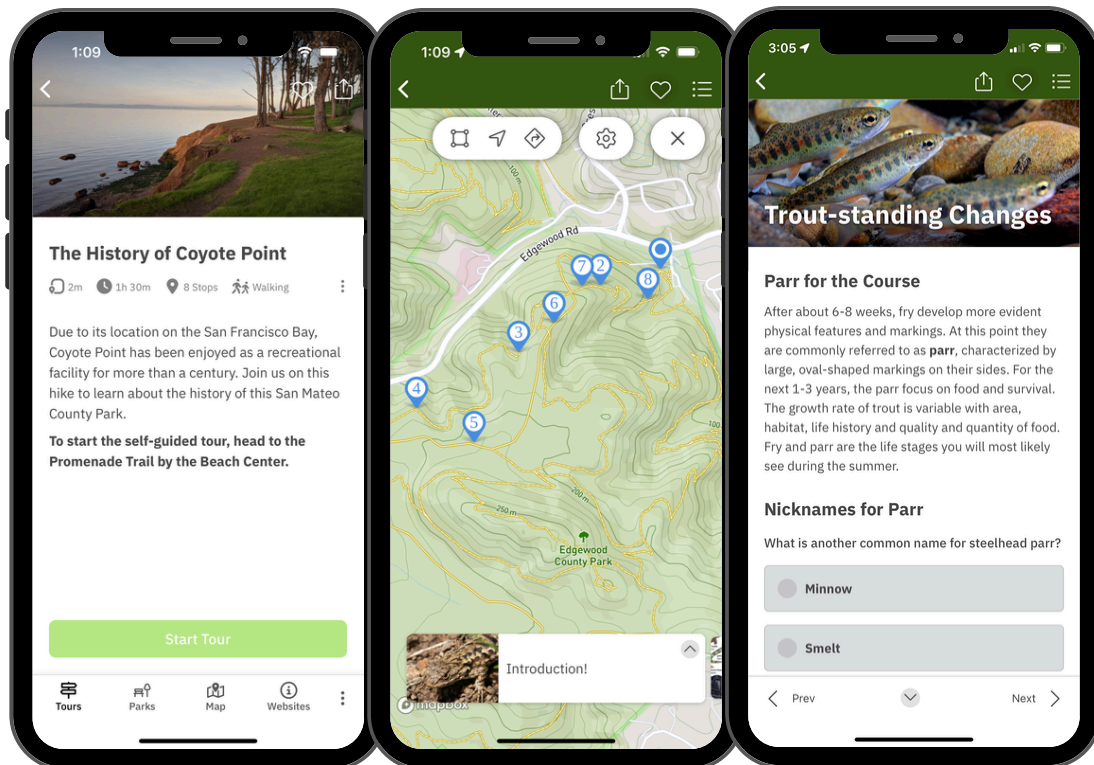 1:09
The History of Coyote Point
2m 1h 30m 8 Stops Walking
Due to its location on the San Francisco Bay,
Coyote Point has been enjoyed as a recreational
facility for more than a century. Join us on this
hike to learn about the history of this San Mateo
County Park.
To start the self-guided tour, head to the
Promenade Trail by the Beach Center.
Start Tour
Tours Parks Map Websites
1:09
100 m
Edgewood Rd
7 2
8
6
3
4
5
100
200 m
250 m
Edgewood
County Park
Introduction!
mapbox
3:05
Trout-standing Changes
Parr for the Course
After about 6-8 weeks, fry develop more evident
physical features and markings. At this point they
are commonly referred to as parr, characterized by
large, oval-shaped markings on their sides. For the
next 1-3 years, the parr focus on food and survival.
The growth rate of trout is variable with area,
habitat, life history and quality and quantity of food.
Fry and parr are the life stages you will most likely
see during the summer.
Nicknames for Parr
What is another common name for steelhead parr?
Minnow
Smelt
Prev Next